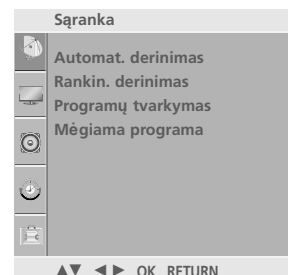 Sąranka
Automat. derinimas
Rankin. derinimas
Programų tvarkymas
Mėgiama programa
▲▼ ◄► OK RETURN